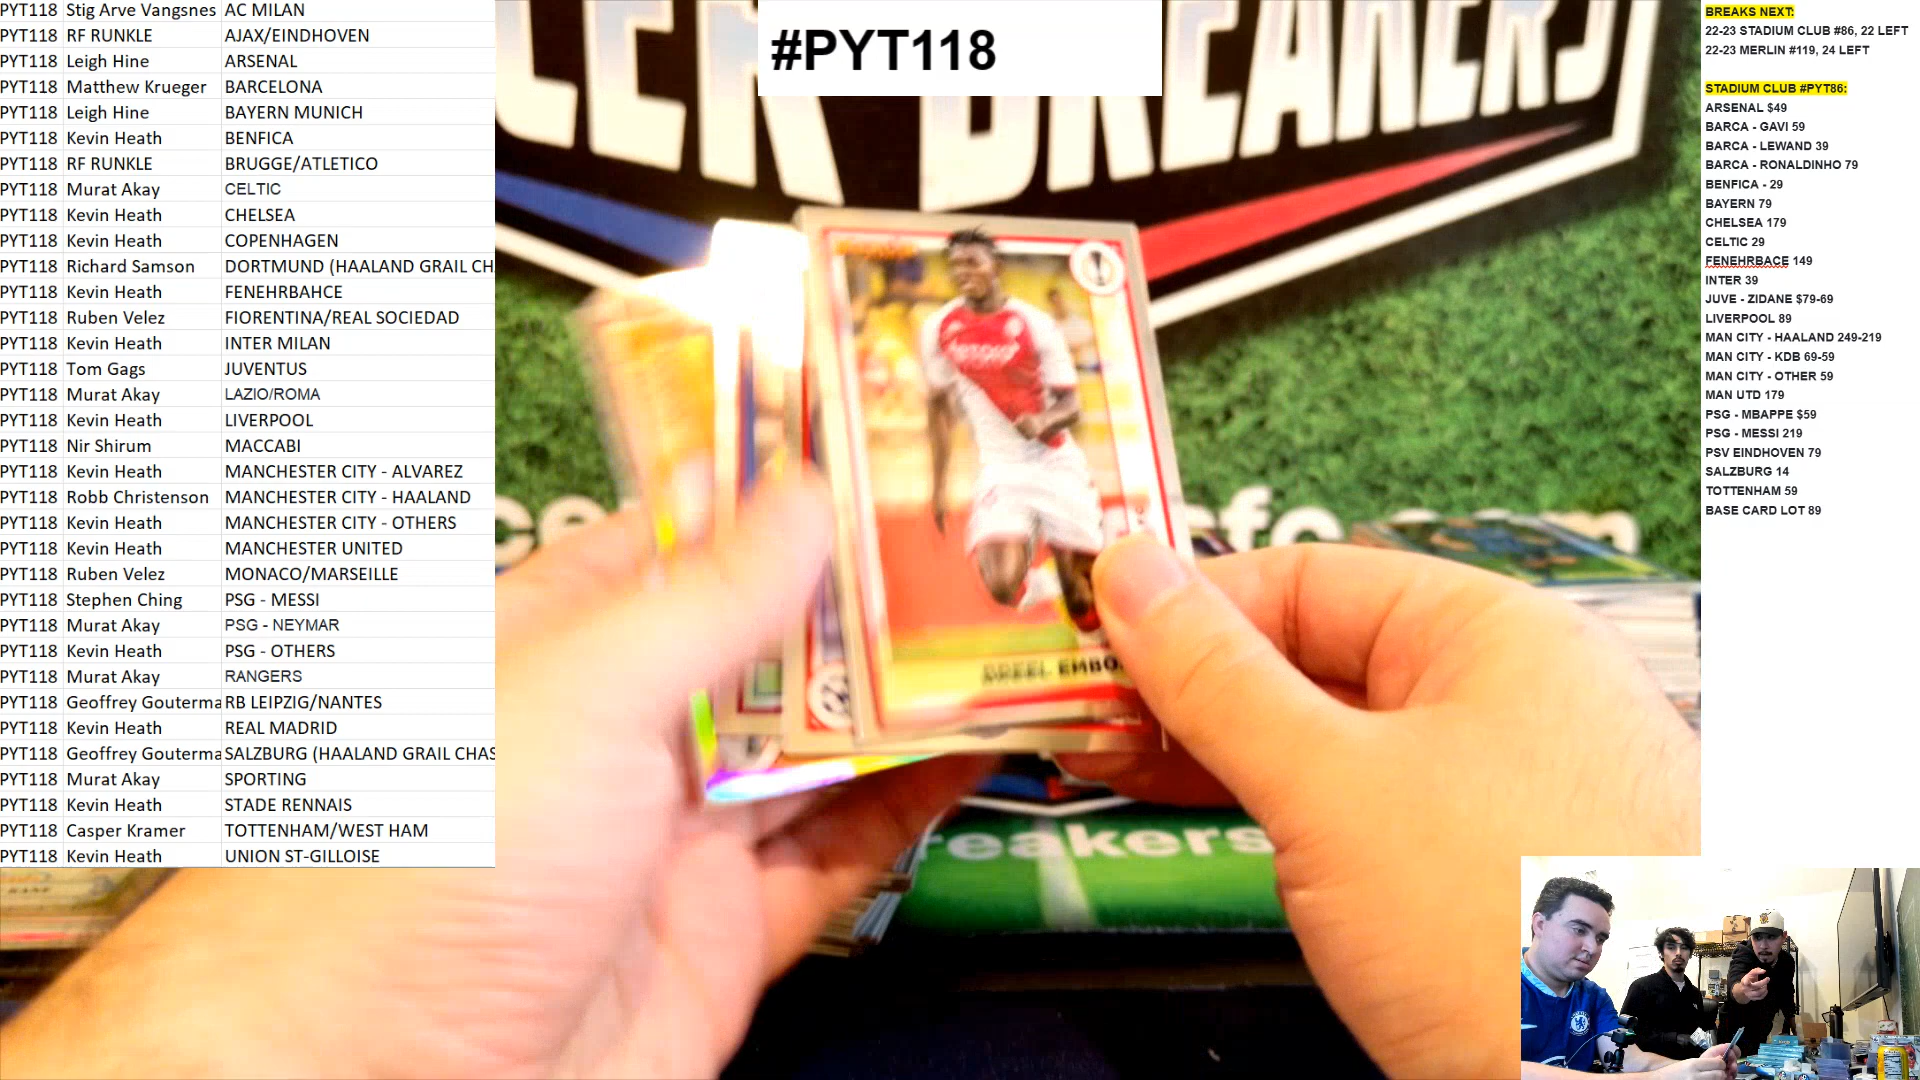 PYT118 Stig Arve Vangsnes AC MILAN
PYT118 RF RUNKLE AJAX/EINDHOVEN
PYT118 Leigh Hine ARSENAL
PYT118 Matthew Krueger BARCELONA
PYT118 Leigh Hine BAYERN MUNICH
PYT118 Kevin Heath BENFICA
PYT118 RF RUNKLE BRUGGE/ATLETICO
PYT118 Murat Akay CELTIC
PYT118 Kevin Heath CHELSEA
PYT118 Kevin Heath COPENHAGEN
PYT118 Richard Samson DORTMUND (HAALAND GRAIL CH
PYT118 Kevin Heath FENEHRBAHCE
PYT118 Ruben Velez FIORENTINA/REAL SOCIEDAD
PYT118 Kevin Heath INTER MILAN
PYT118 Tom Gags JUVENTUS
PYT118 Murat Akay LAZIO/ROMA
PYT118 Kevin Heath LIVERPOOL
PYT118 Nir Shirum MACCABI
PYT118 Kevin Heath MANCHESTER CITY - ALVAREZ
PYT118 Robb Christenson MANCHESTER CITY - HAALAND
PYT118 Kevin Heath MANCHESTER CITY - OTHERS
PYT118 Kevin Heath MANCHESTER UNITED
PYT118 Ruben Velez MONACO/MARSEILLE
PYT118 Stephen Ching PSG - MESSI
PYT118 Murat Akay PSG - NEYMAR
PYT118 Kevin Heath PSG - OTHERS
PYT118 Murat Akay RANGERS
PYT118 Geoffrey Gouterma RB LEIPZIG/NANTES
PYT118 Kevin Heath REAL MADRID
PYT118 Geoffrey Gouterma SALZBURG (HAALAND GRAIL CHAS
PYT118 Murat Akay SPORTING
PYT118 Kevin Heath STADE RENNAIS
PYT118 Casper Kramer TOTTENHAM/WEST HAM
PYT118 Kevin Heath UNION ST-GILLOISE
#PYT118
BREAKERS
BREEL EMBO
eakers
BREAKS NEXT:
22-23 STADIUM CLUB #86, 22 LEFT
22-23 MERLIN #119, 24 LEFT
STADIUM CLUB #PYT86:
ARSENAL $49
BARCA - GAVI 59
BARCA - LEWAND 39
BARCA - RONALDINHO 79
BENFICA - 29
BAYERN 79
CHELSEA 179
CELTIC 29
FENEHRBACE 149
INTER 39
JUVE - ZIDANE $79-69
LIVERPOOL 89
MAN CITY - HAALAND 249-219
MAN CITY - KDB 69-59
MAN CITY - OTHER 59
MAN UTD 179
PSG - MBAPPE $59
PSG - MESSI 219
PSV EINDHOVEN 79
SALZBURG 14
TOTTENHAM 59
BASE CARD LOT 89